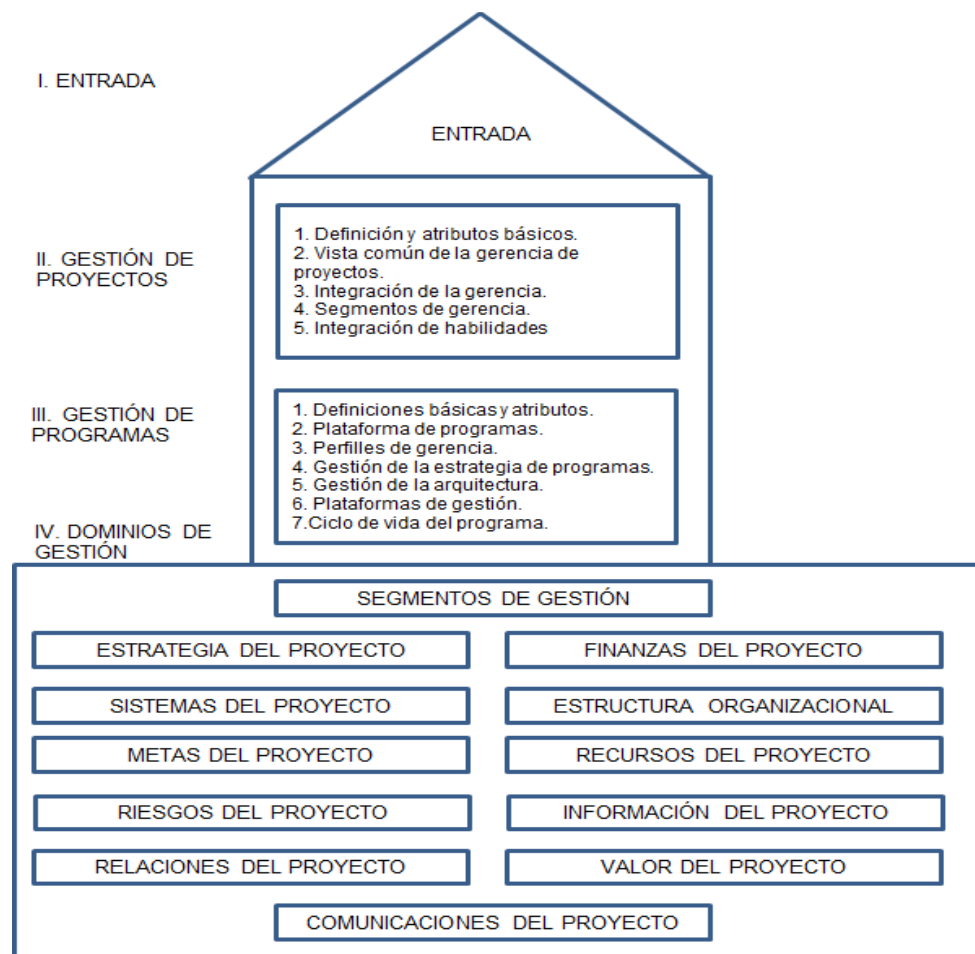 I. ENTRADA
ENTRADA
II. GESTIÓN DE
PROYECTOS
1. Definición y atributos básicos.
2. Vista común de la gerencia de
proyectos.
3. Integración de la gerencia.
4. Segmentos de gerencia.
5. Integración de habilidades
III. GESTIÓN DE
PROGRAMAS
1. Definiciones básicas y atributos.
2. Plataforma de programas.
3. Perfilles de gerencia.
4. Gestión de la estrategia de programas.
5. Gestión de la arquitectura.
6. Plataformas de gestión.
7.Ciclo de vida del programa.
IV. DOMINIOS DE
GESTIÓN
SEGMENTOS DE GESTIÓN
ESTRATEGIA DEL PROYECTO
FINANZAS DEL PROYECTO
SISTEMAS DEL PROYECTO
ESTRUCTURA ORGANIZACIONAL
METAS DEL PROYECTO
RECURSOS DEL PROYECTO
RIESGOS DEL PROYECTO
INFORMACIÓN DEL PROYECTO
RELACIONES DEL PROYECTO
VALOR DEL PROYECTO
COMUNICACIONES DEL PROYECTO